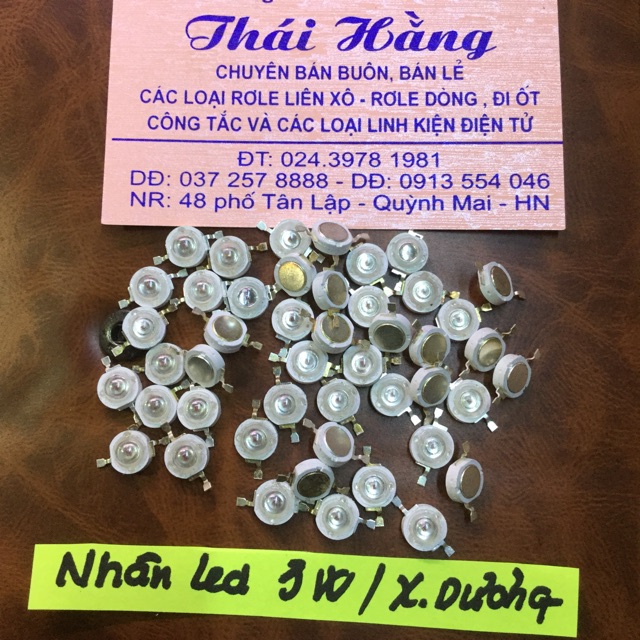 Thái Hằng
CHUYÊN BÁN BUÔN, BÁN LẺ
CÁC LOẠI RƠLE LIÊN XÔ - RƠLE DÒNG , ĐI ỐT
CÔNG TẮC VÀ CÁC LOẠI LINH KIỆN ĐIỆN TỬ
ĐT: 024.3978 1981
DĐ: 037 257 8888 - DĐ: 0913 554 046
NR: 48 phố Tân Lập - Quỳnh Mai - HN
Nhân led 3W / X. Dương